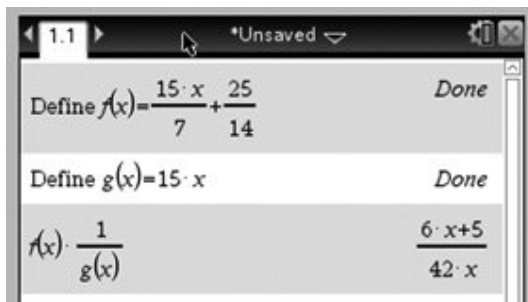 1.1 *Unsaved
Define f(x)=15·x/7+25/14 Done
Define g(x)=15·x Done
f(x)·1/g(x) 6·x+5/42·x